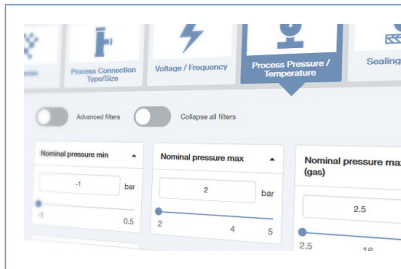 Process Connection
Type/Size
Voltage / Frequency
Process Pressure /
Temperature
Sealing
Advanced filters
Collapse all filters
Nominal pressure min
-1
bar
-1
0.5
Nominal pressure max
2
bar
2
4
5
Nominal pressure max
(gas)
2.5
2.5
16